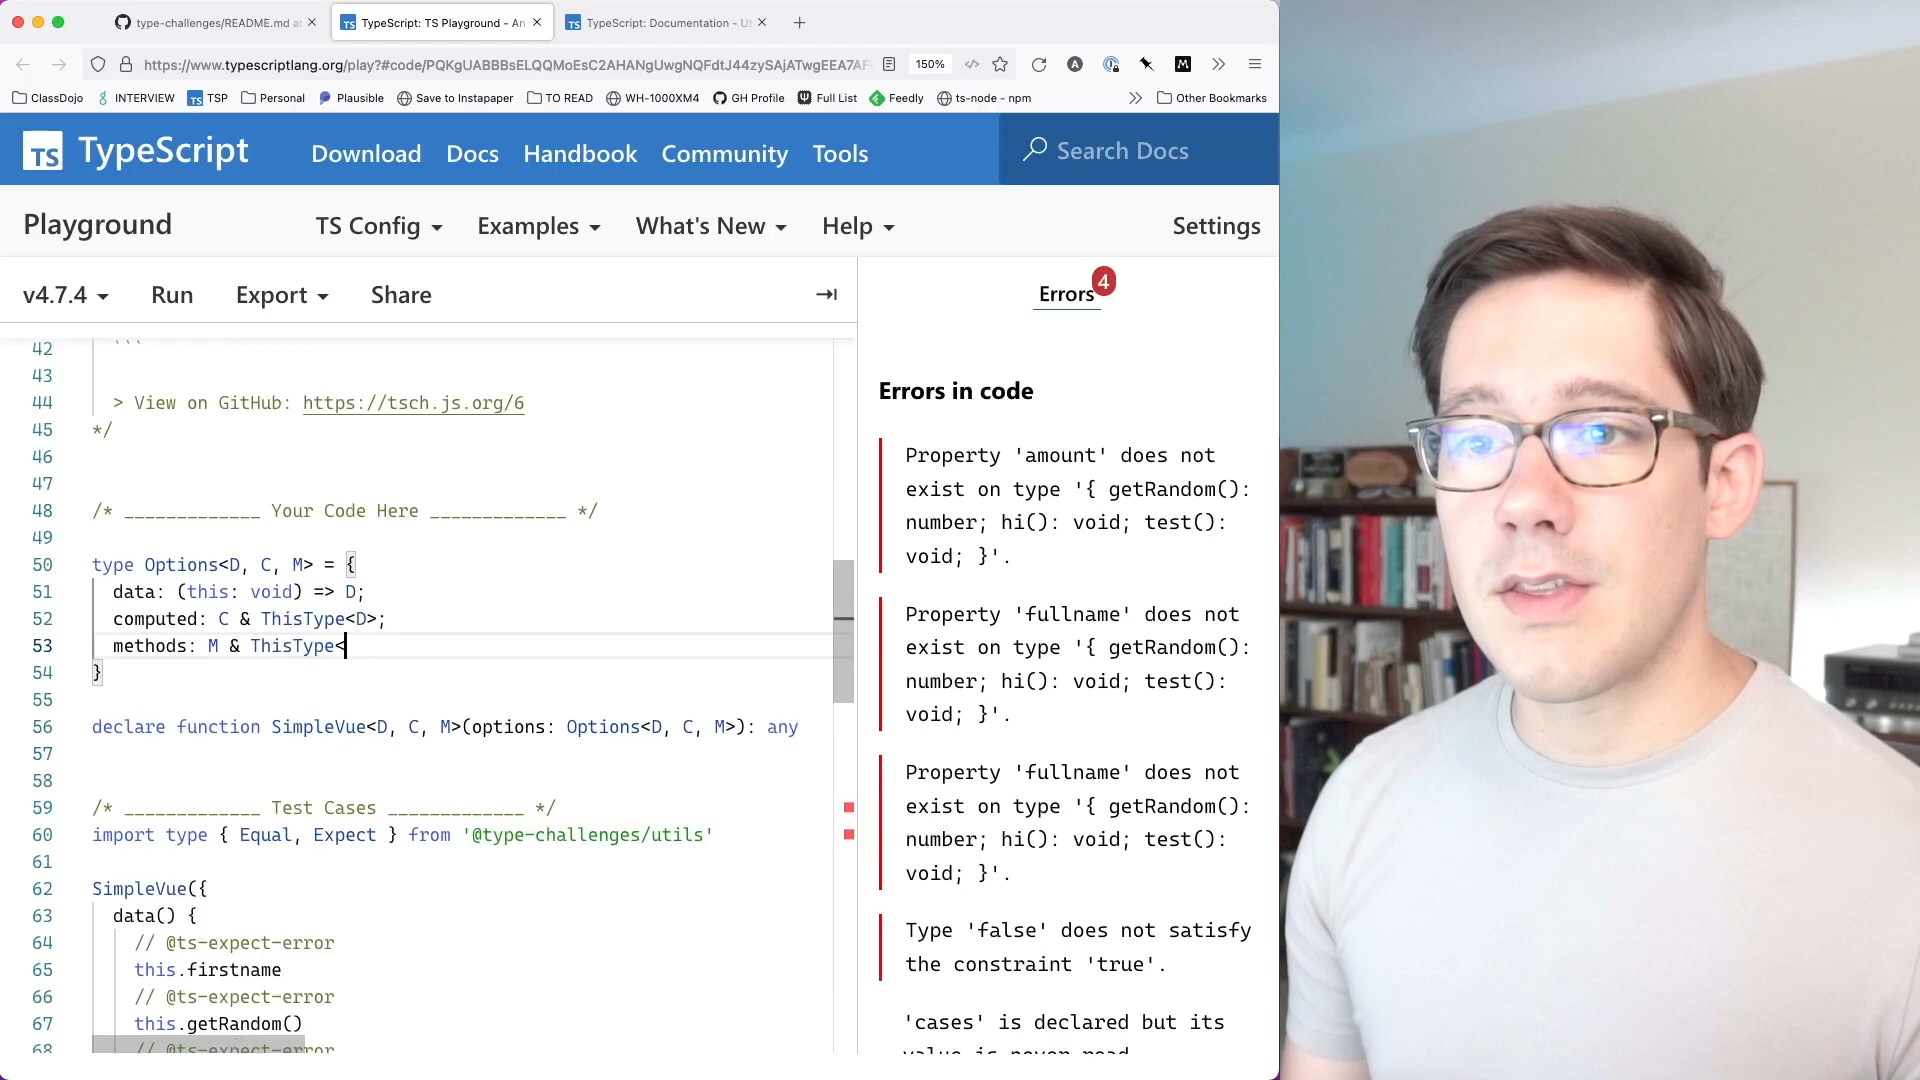 type-challenges/README.md at
TypeScript: TS Playground - An
TypeScript: Documentation - Ut
https://www.typescriptlang.org/play?#code/PQKgUABBBsELQQMoEsC2AHANgUwgNQFdtJ44zySAjATwgEEA7AF
150%
ClassDojo
INTERVIEW
TSP
Personal
Plausible
Save to Instapaper
TO READ
WH-1000XM4
GH Profile
Full List
Feedly
ts-node - npm
Other Bookmarks
TS TypeScript
Download
Docs
Handbook
Community
Tools
Search Docs
Playground
TS Config
Examples
What's New
Help
Settings
v4.7.4
Run
Export
Share
42 ```
43
44 > View on GitHub: https://tsch.js.org/6
45 */
46
47
48 /* _____________ Your Code Here _____________ */
49
50 type Options<D, C, M> = {
51 data: (this: void) => D;
52 computed: C & ThisType<D>;
53 methods: M & ThisType<
54 }
55
56 declare function SimpleVue<D, C, M>(options: Options<D, C, M>): any
57
58
59 /* _____________ Test Cases _____________ */
60 import type { Equal, Expect } from '@type-challenges/utils'
61
62 SimpleVue({
63 data() {
64 // @ts-expect-error
65 this.firstname
66 // @ts-expect-error
67 this.getRandom()
68 // @ts-expect-error
Errors
4
Errors in code
Property 'amount' does not
exist on type '{ getRandom():
number; hi(): void; test():
void; }'.
Property 'fullname' does not
exist on type '{ getRandom():
number; hi(): void; test():
void; }'.
Property 'fullname' does not
exist on type '{ getRandom():
number; hi(): void; test():
void; }'.
Type 'false' does not satisfy
the constraint 'true'.
'cases' is declared but its
value is never read.